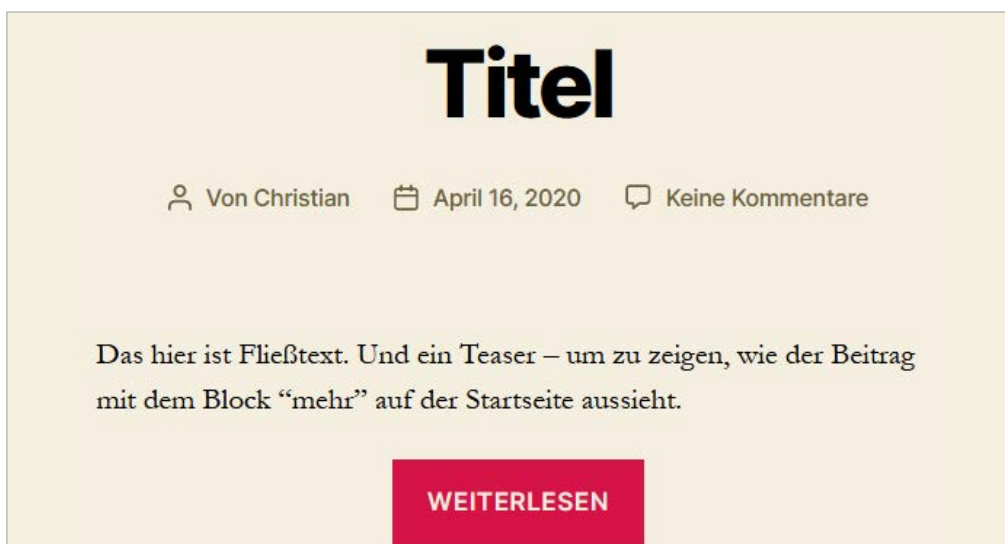 Titel
Von Christian April 16, 2020 Keine Kommentare
Das hier ist Fließtext. Und ein Teaser – um zu zeigen, wie der Beitrag
mit dem Block “mehr” auf der Startseite aussieht.
WEITERLESEN